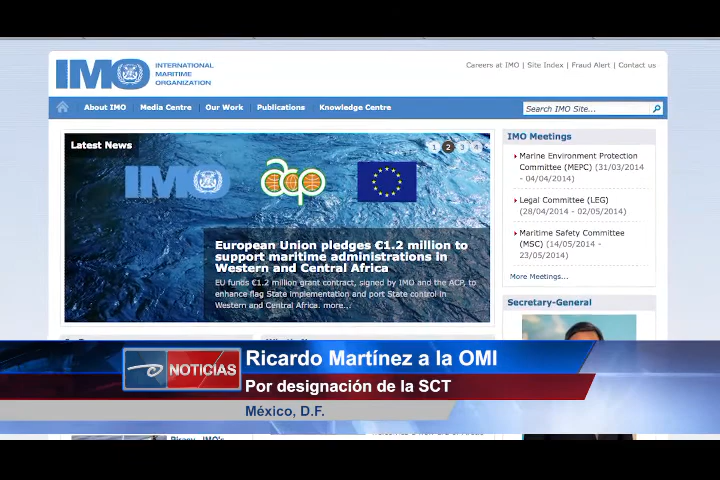 IMO INTERNATIONAL
MARITIME
ORGANIZATION
Careers at IMO | Site Index | Fraud Alert | Contact us
About IMO | Media Centre | Our Work | Publications | Knowledge Centre
Search IMO Site...
Latest News
1 2 3 4
IMO
acp
European Union pledges €1.2 million to
support maritime administrations in
Western and Central Africa
EU funds €1.2 million grant contract, signed by IMO and the ACP, to
enhance flag State implementation and port State control in
Western and Central Africa. more...
IMO Meetings
Marine Environment Protection
Committee (MEPC) (31/03/2014
- 04/04/2014)
Legal Committee (LEG)
(28/04/2014 - 02/05/2014)
Maritime Safety Committee
(MSC) (14/05/2014 -
23/05/2014)
More Meetings...
Secretary-General
NOTICIAS
Ricardo Martínez a la OMI
Por designación de la SCT
México, D.F.
Piracy - IMO's